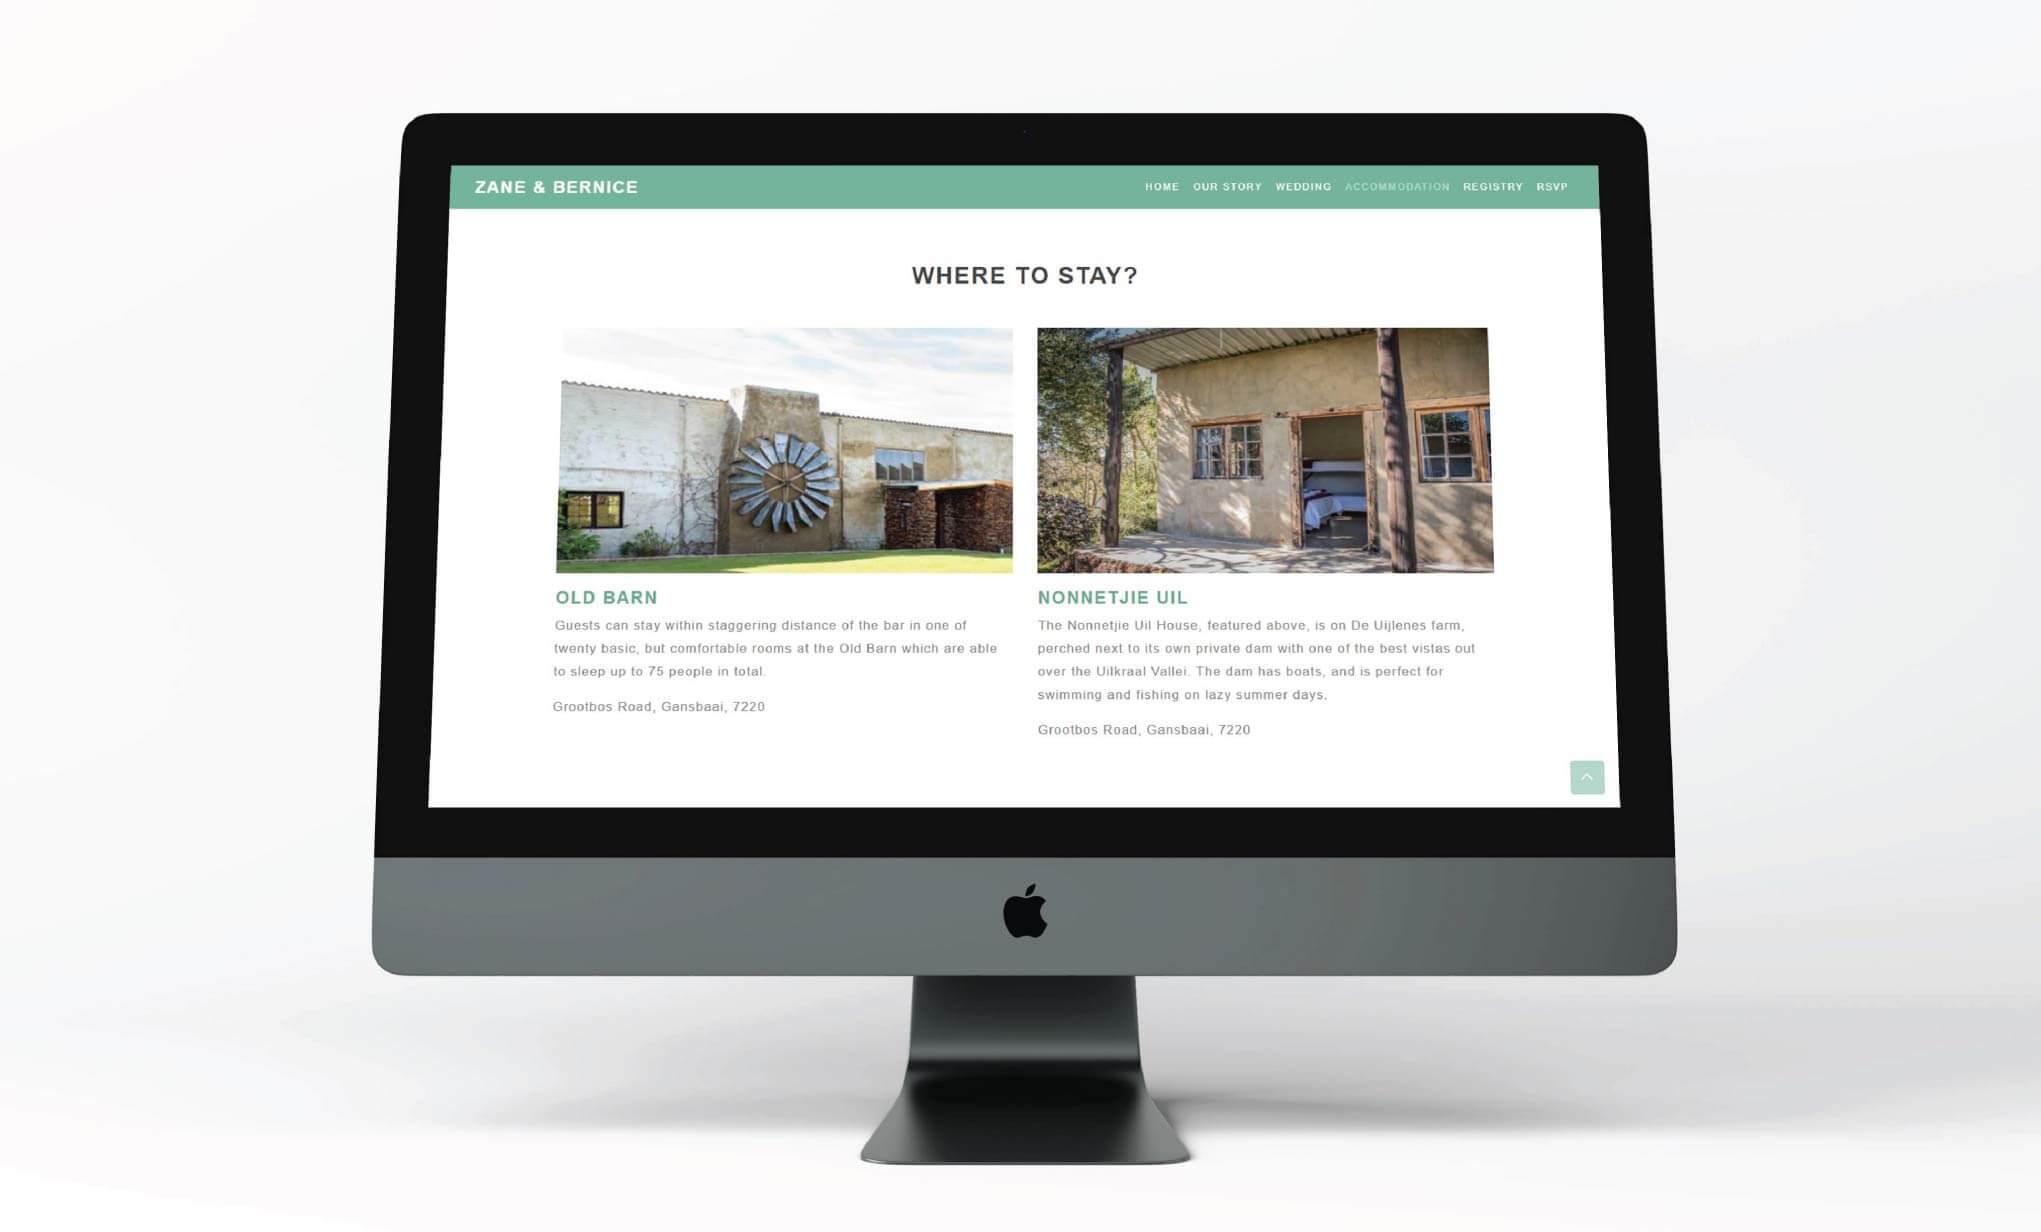 ZANE & BERNICE
HOME OUR STORY WEDDING ACCOMMODATION REGISTRY RSVP
WHERE TO STAY?
OLD BARN
Guests can stay within staggering distance of the bar in one of
twenty basic, but comfortable rooms at the Old Barn which are able
to sleep up to 75 people in total.
Grootbos Road, Gansbaai, 7220
NONNETJIE UIL
The Nonnetjie Uil House, featured above, is on De Uijlenes farm,
perched next to its own private dam with one of the best vistas out
over the Uilkraal Vallei. The dam has boats, and is perfect for
swimming and fishing on lazy summer days.
Grootbos Road, Gansbaai, 7220